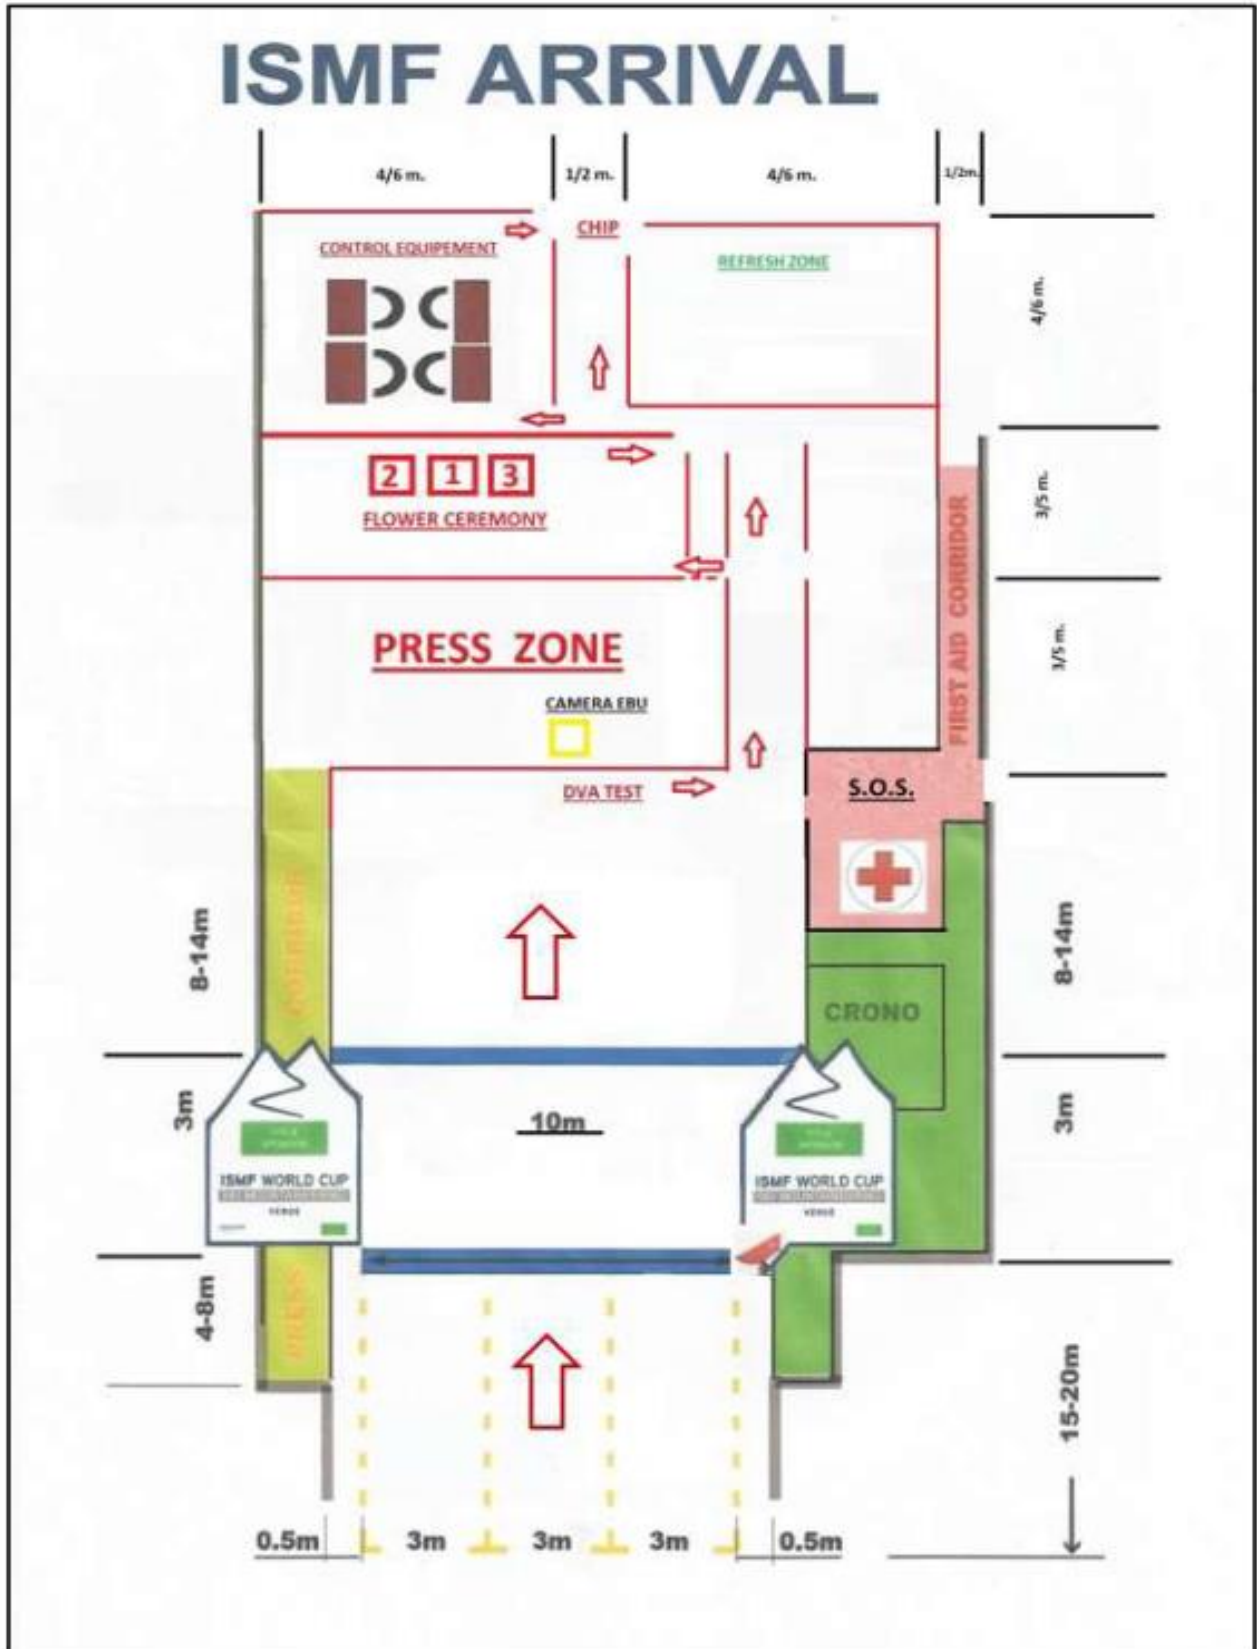 ISMF ARRIVAL
4/6 m.
1/2 m.
4/6 m.
1/2m.
CHIP
CONTROL EQUIPEMENT
REFRESH ZONE
4/6 m.
2 1 3
FLOWER CEREMONY
3/5 m.
FIRST AID CORRIDOR
PRESS ZONE
3/5 m.
CAMERA EBU
DVA TEST
S.O.S.
8-14m
8-14m
CRONO
3m
10m
3m
ISMF WORLD CUP
VENUE
ISMF WORLD CUP
VENUE
4-8m
PRESS
15-20m
0.5m
3m
3m
3m
0.5m